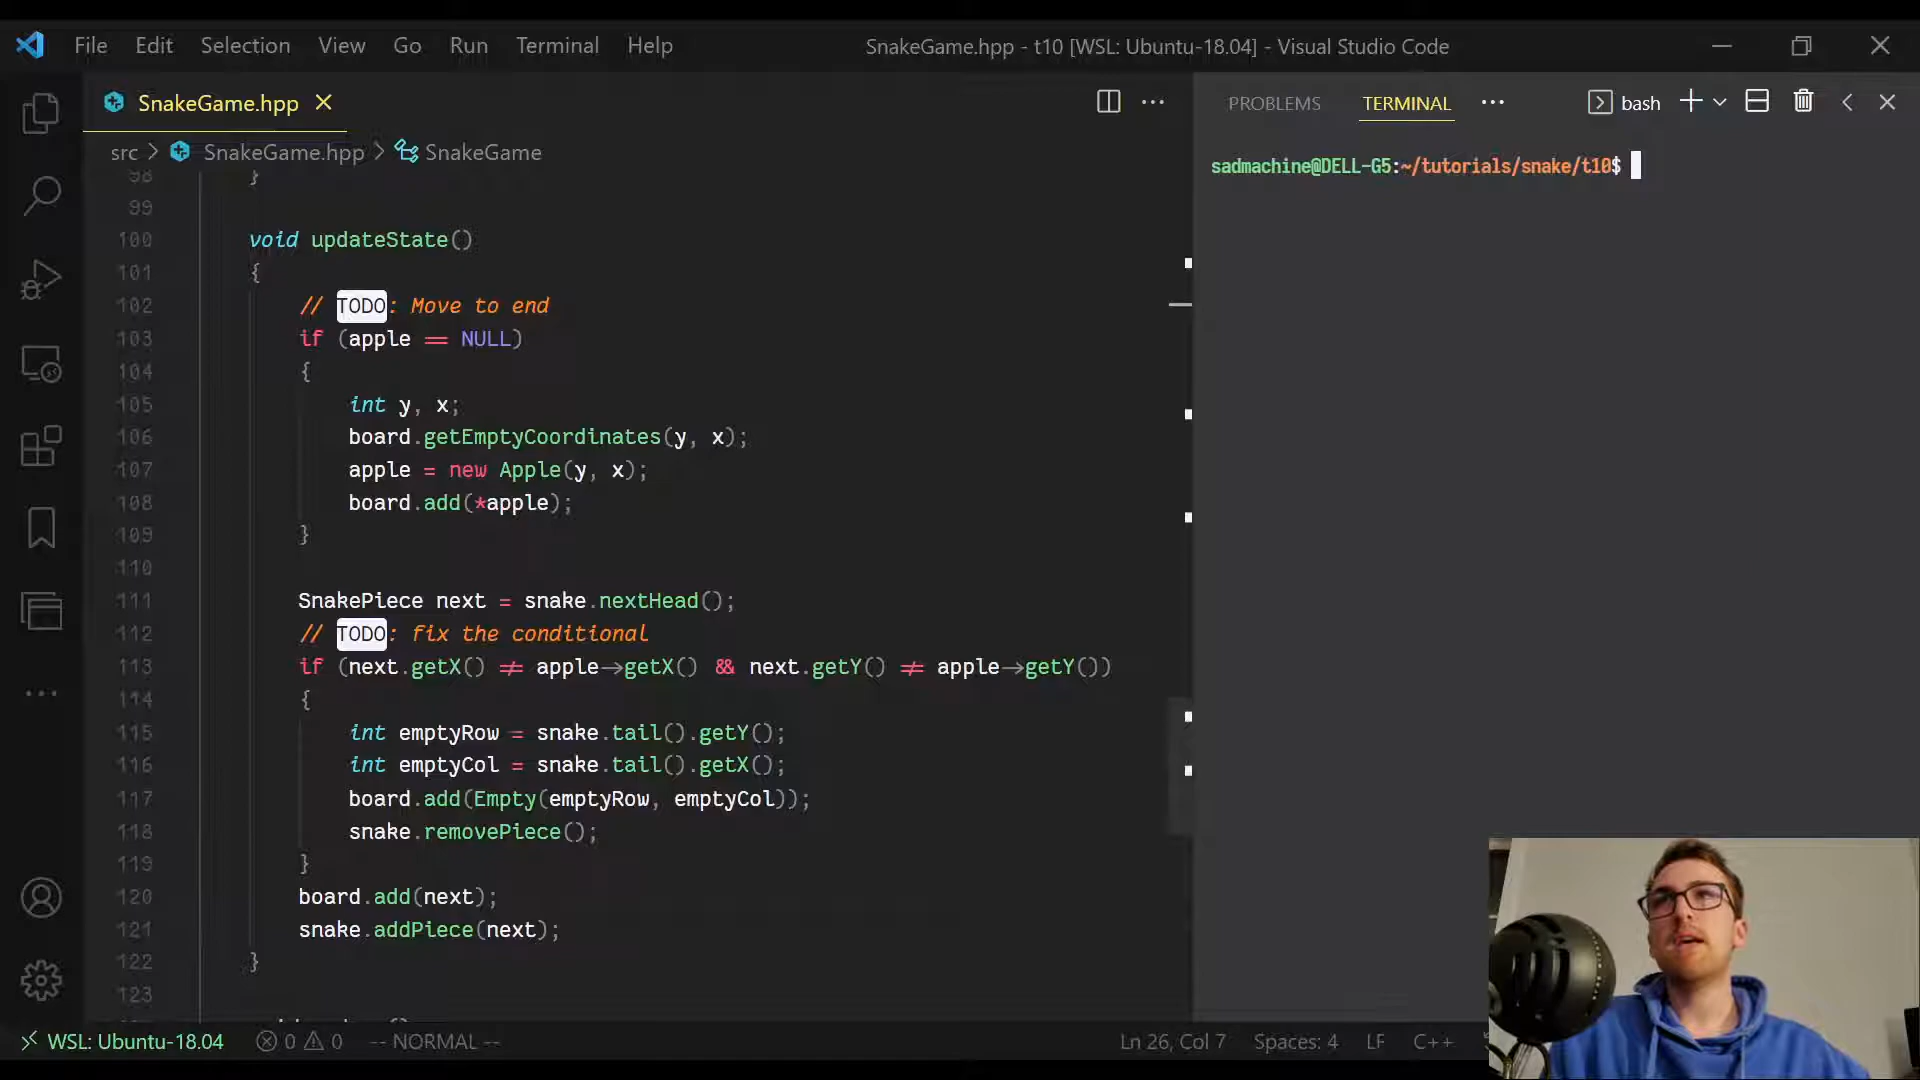 File Edit Selection View Go Run Terminal Help SnakeGame.hpp - t10 [WSL: Ubuntu-18.04] - Visual Studio Code
SnakeGame.hpp
src > SnakeGame.hpp > SnakeGame
98 }
99
100 void updateState()
101 {
102 // TODO: Move to end
103 if (apple == NULL)
104 {
105 int y, x;
106 board.getEmptyCoordinates(y, x);
107 apple = new Apple(y, x);
108 board.add(*apple);
109 }
110
111 SnakePiece next = snake.nextHead();
112 // TODO: fix the conditional
113 if (next.getX() != apple->getX() && next.getY() != apple->getY())
114 {
115 int emptyRow = snake.tail().getY();
116 int emptyCol = snake.tail().getX();
117 board.add(Empty(emptyRow, emptyCol));
118 snake.removePiece();
119 }
120 board.add(next);
121 snake.addPiece(next);
122 }
123
PROBLEMS TERMINAL bash
sadmachine@DELL-G5:~/tutorials/snake/t10$
WSL: Ubuntu-18.04 0 0 -- NORMAL -- Ln 26, Col 7 Spaces: 4 LF C++